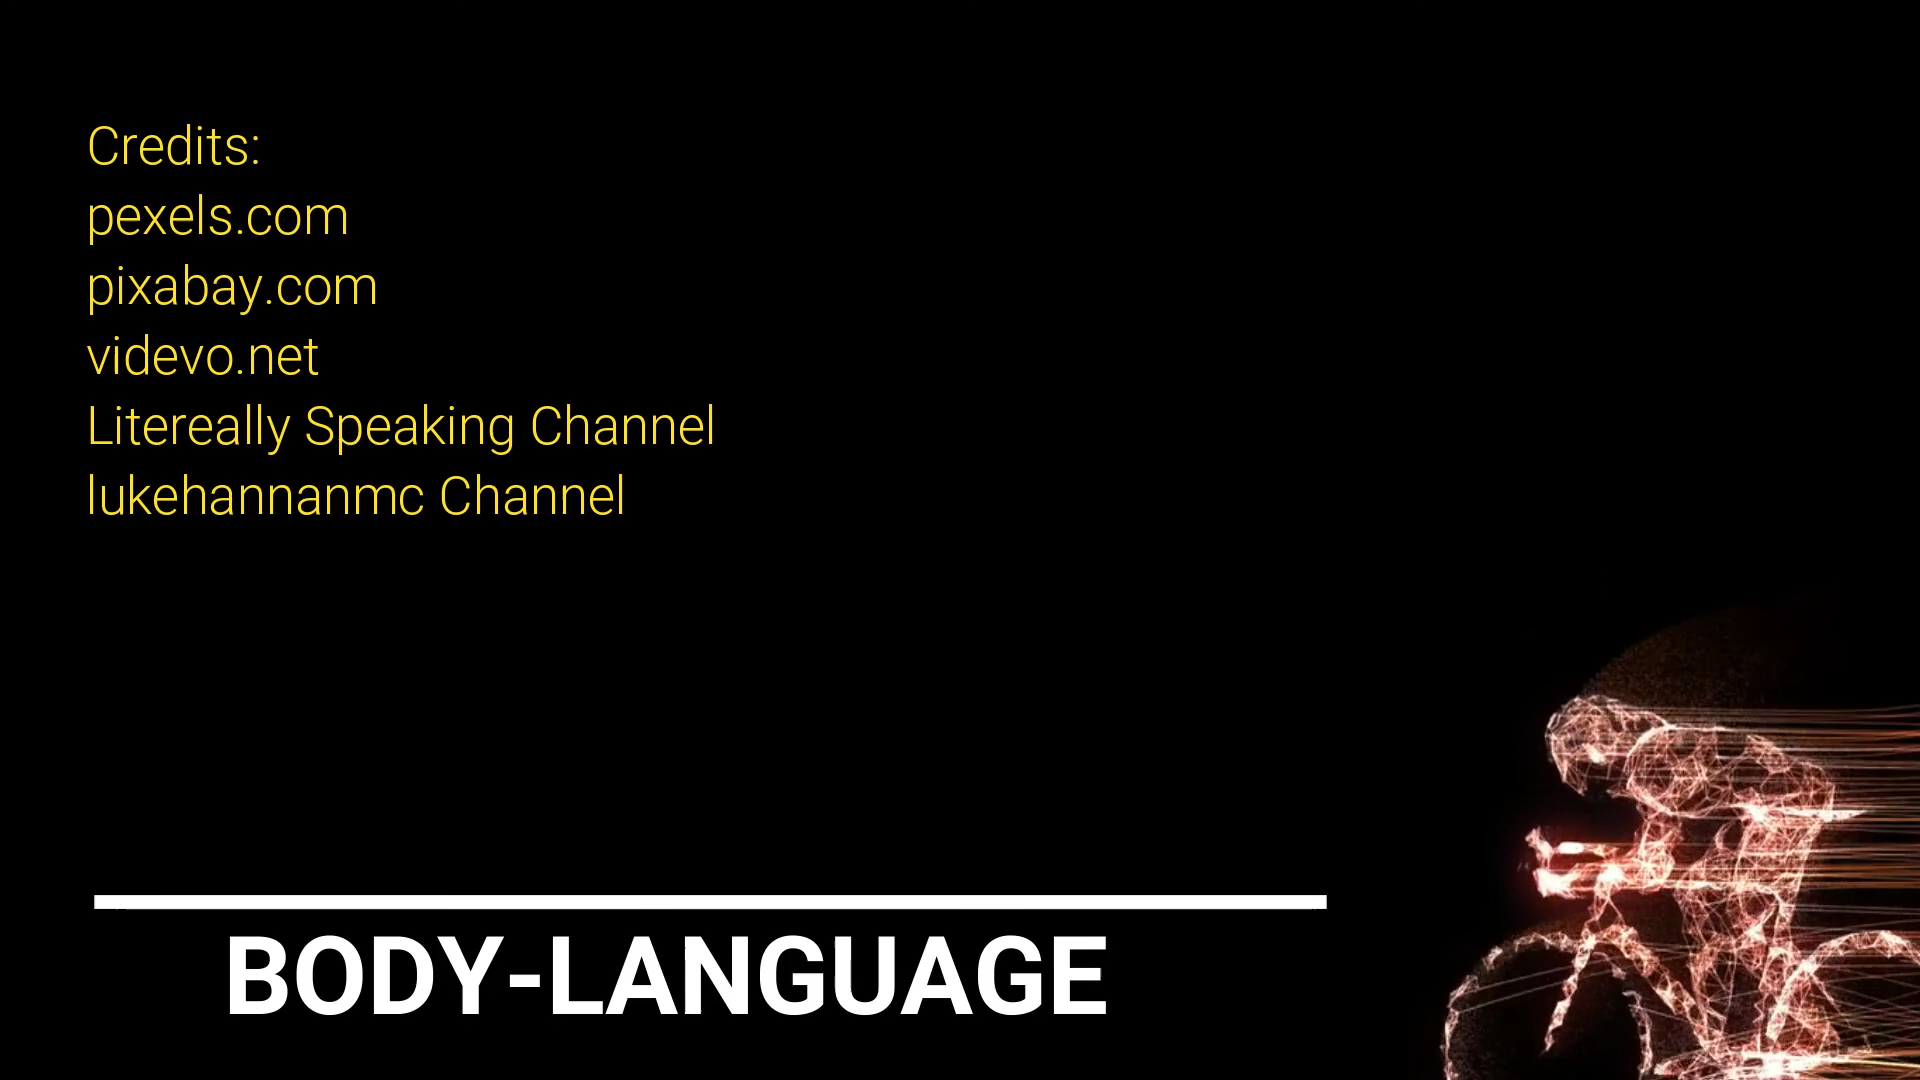 Credits:
pexels.com
pixabay.com
videvo.net
Litereally Speaking Channel
lukehannanmc Channel
BODY-LANGUAGE